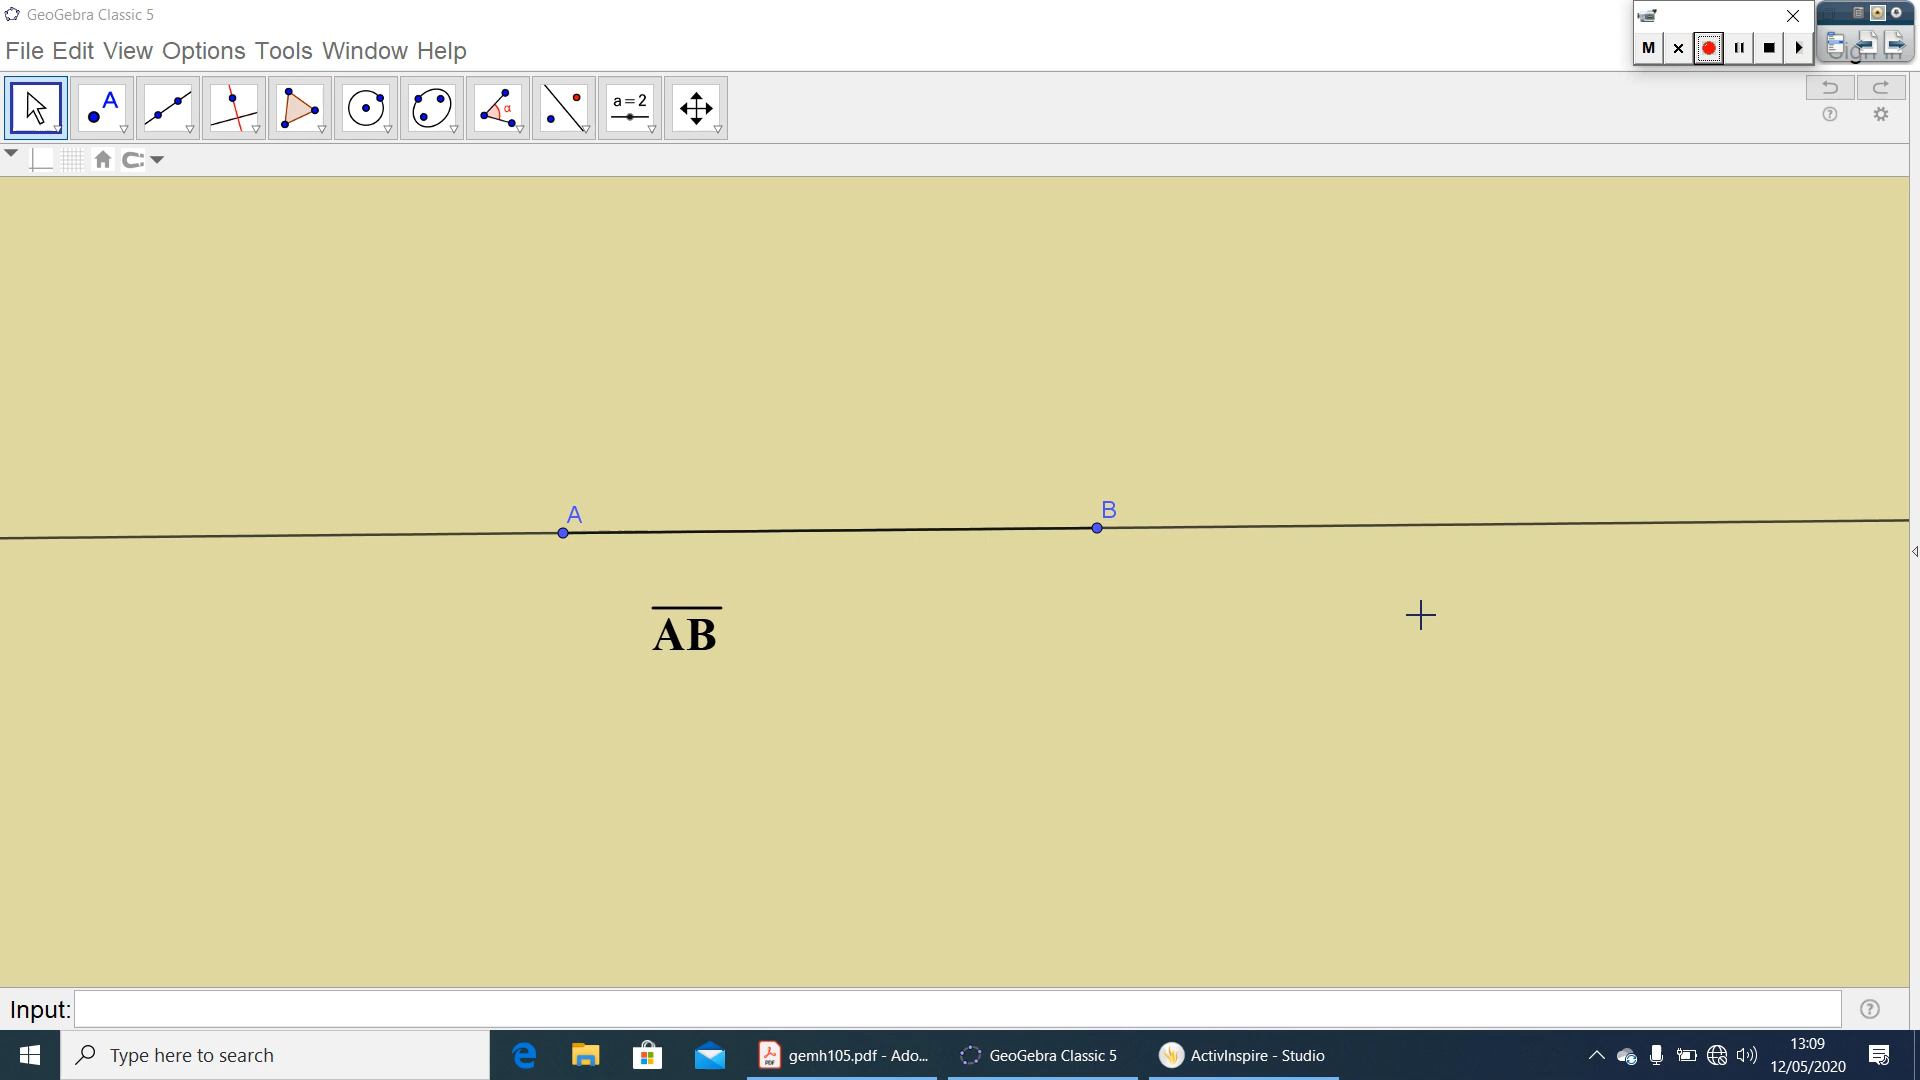 GeoGebra Classic 5
File Edit View Options Tools Window Help
M
A
α
a = 2
A
B
AB
Input:
Type here to search
gemh105.pdf - Ado...
GeoGebra Classic 5
ActivInspire - Studio
13:09
12/05/2020